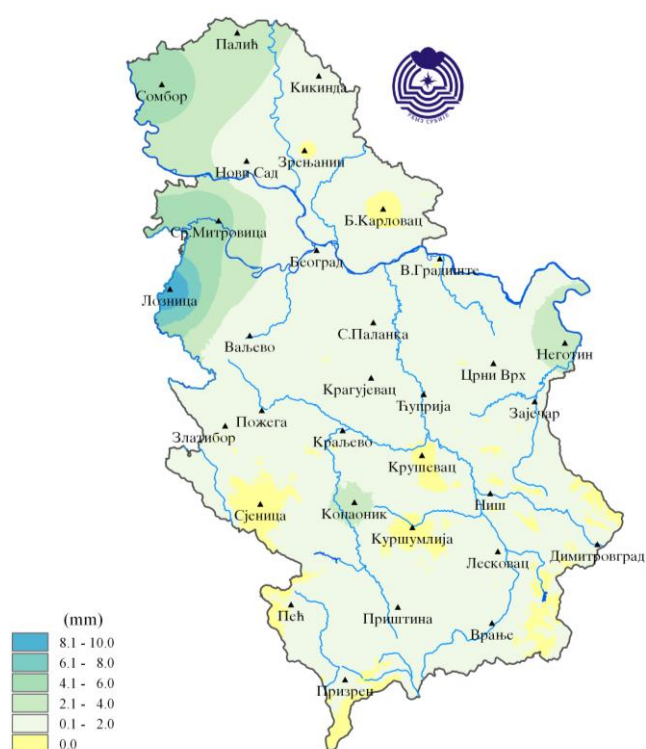 Палић
Сомбор
Кикинда
Зрењанин
Нови Сад
Б.Карловац
Ср.Митровица
Београд
В.Градиште
Лозница
С.Паланка
Ваљево
Неготин
Црни Врх
Крагујевац
Ћуприја
Зајечар
Пожега
Златибор
Краљево
Крушевац
Ниш
Сјеница
Копаоник
Куршумлија
Димитровград
Лесковац
Пећ
Приштина
Врање
Призрен
(mm)
8.1 - 10.0
6.1 - 8.0
4.1 - 6.0
2.1 - 4.0
0.1 - 2.0
0.0
РХМЗ СРБИЈЕ